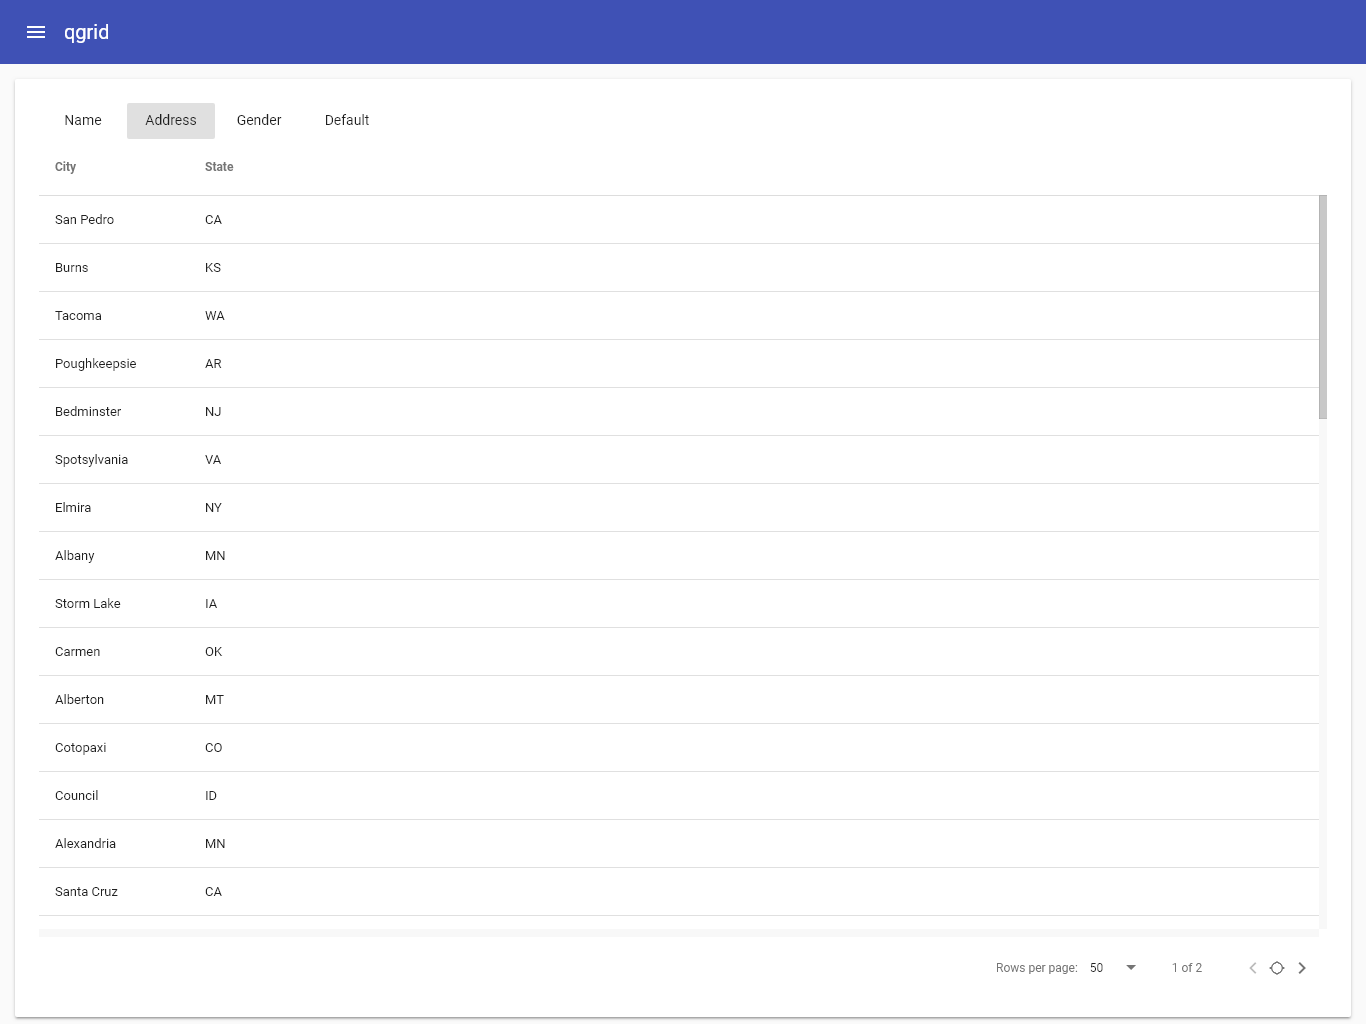 qgrid
Name Address Gender Default
City State
San Pedro CA
Burns KS
Tacoma WA
Poughkeepsie AR
Bedminster NJ
Spotsylvania VA
Elmira NY
Albany MN
Storm Lake IA
Carmen OK
Alberton MT
Cotopaxi CO
Council ID
Alexandria MN
Santa Cruz CA
Rows per page: 50 1 of 2